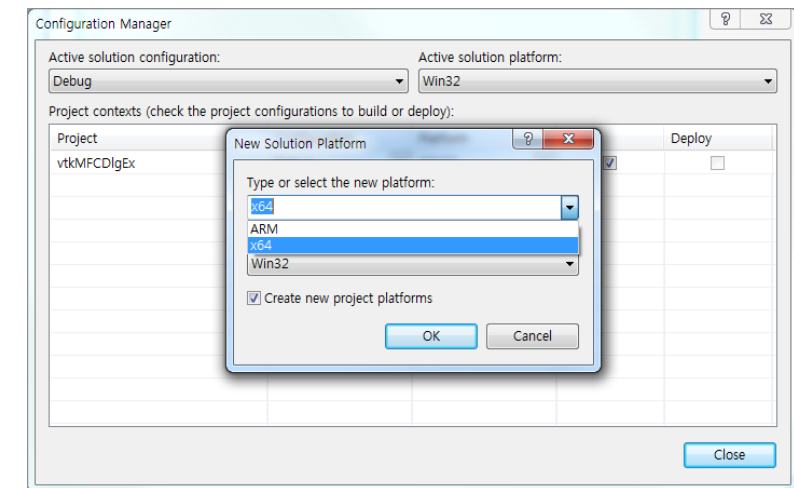 Configuration Manager
Active solution configuration:
Active solution platform:
Debug
Win32
Project contexts (check the project configurations to build or deploy):
Project
Deploy
vtkMFCDlgEx
New Solution Platform
Type or select the new platform:
x64
ARM
x64
Win32
Create new project platforms
OK
Cancel
Close